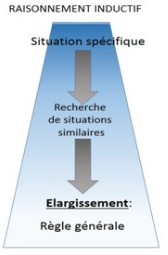 RAISONNEMENT INDUCTIF
Situation spécifique
Recherche
de situations
similaires
Elargissement:
Règle générale